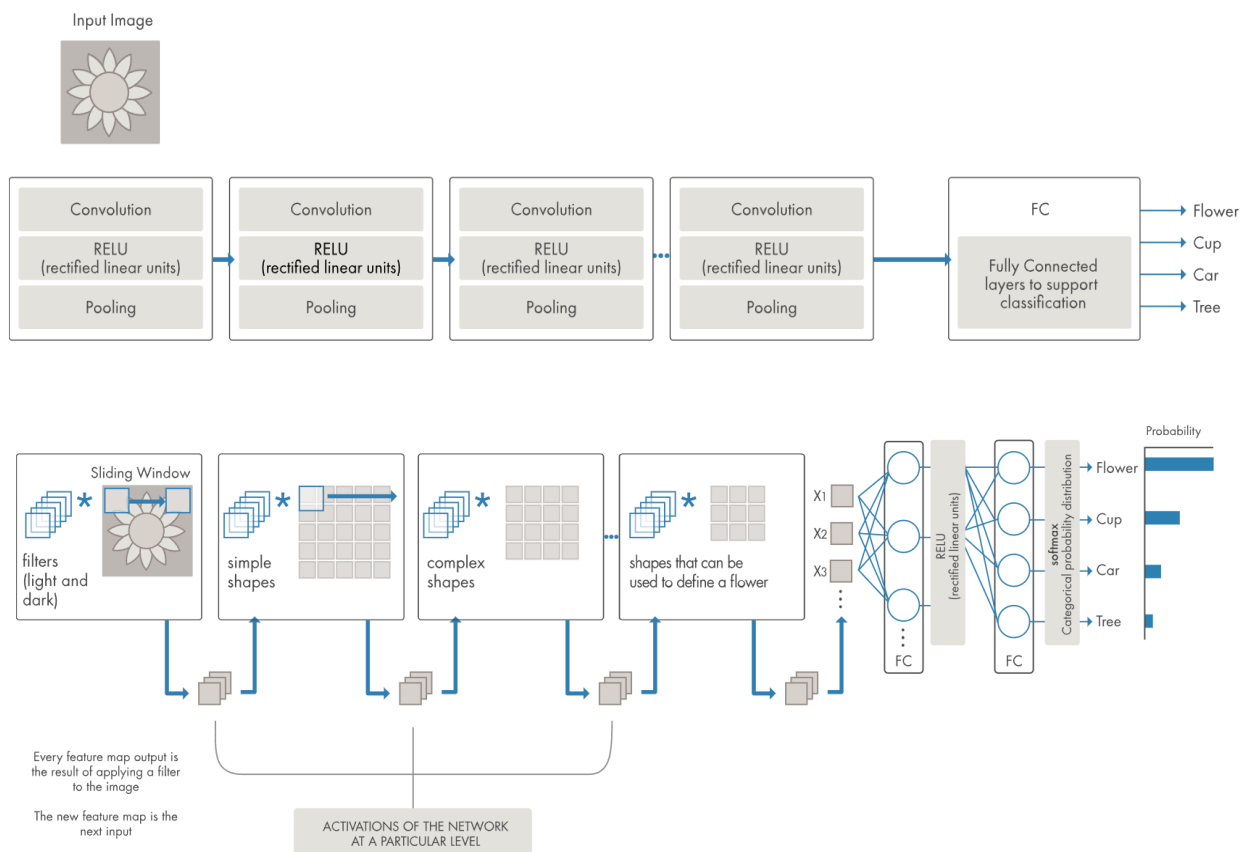 Input Image
Convolution
RELU
(rectified linear units)
Pooling
Convolution
RELU
(rectified linear units)
Pooling
Convolution
RELU
(rectified linear units)
Pooling
Convolution
RELU
(rectified linear units)
Pooling
FC
Fully Connected
layers to support
classification
Flower
Cup
Car
Tree
Sliding Window
*
filters
(light and
dark)
*
simple
shapes
*
complex
shapes
*
shapes that can be
used to define a flower
X1
X2
X3
FC
RELU
(rectified linear units)
FC
softmax
Categorical probability distribution
Probability
Flower
Cup
Car
Tree
Every feature map output is
the result of applying a filter
to the image
The new feature map is the
next input
ACTIVATIONS OF THE NETWORK
AT A PARTICULAR LEVEL